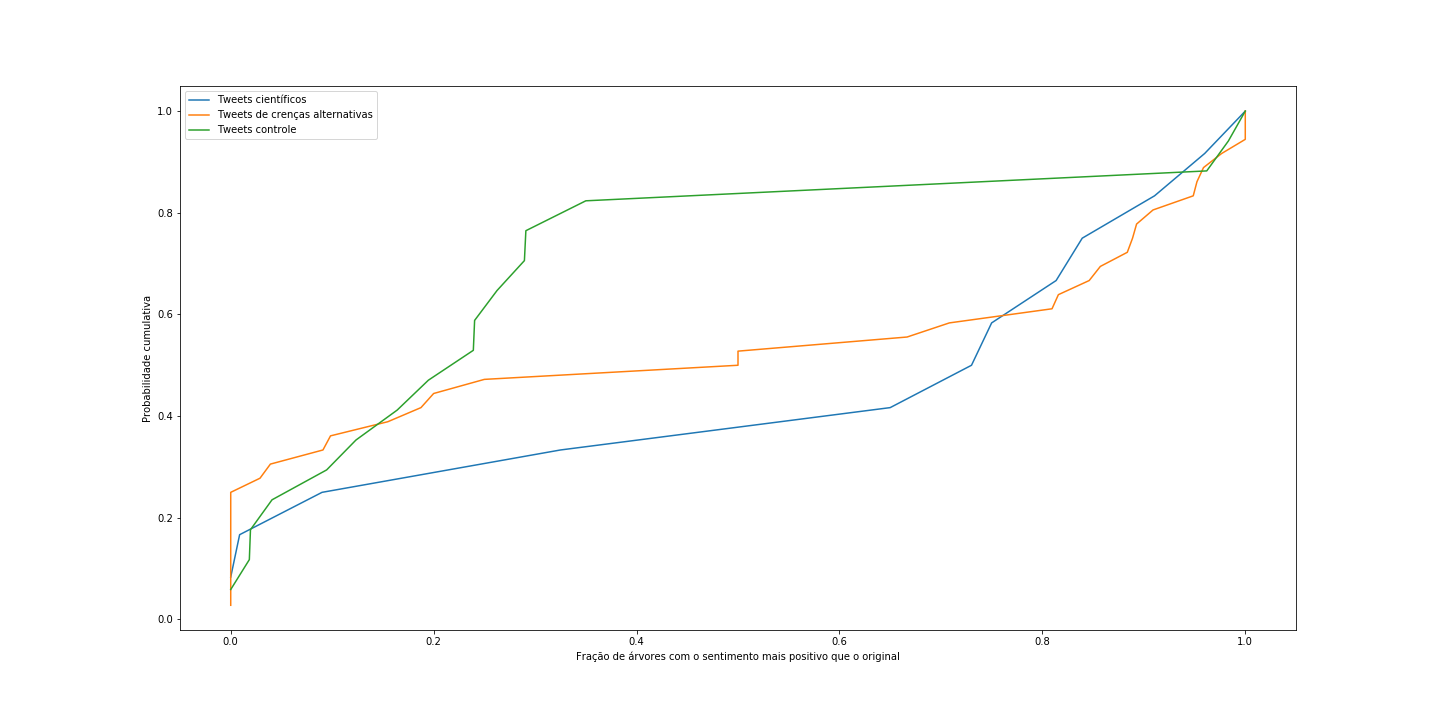 Tweets científicos
Tweets de crenças alternativas
Tweets controle
Probabilidade cumulativa
1.0
0.8
0.6
0.4
0.2
0.0
0.0 0.2 0.4 0.6 0.8 1.0
Fração de árvores com o sentimento mais positivo que o original